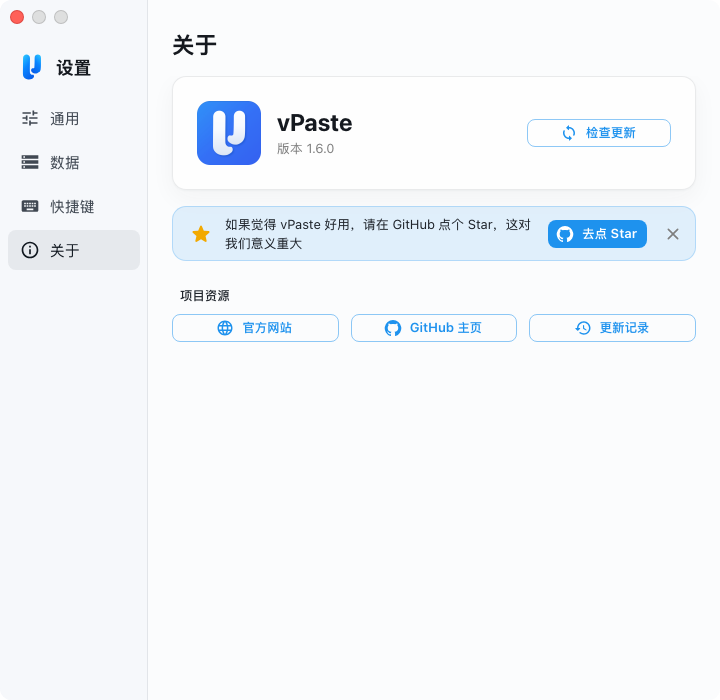 设置
通用
数据
快捷键
关于
关于
vPaste
版本 1.6.0
检查更新
如果觉得 vPaste 好用，请在 GitHub 点个 Star，这对
我们意义重大
去点 Star
项目资源
官方网站
GitHub 主页
更新记录